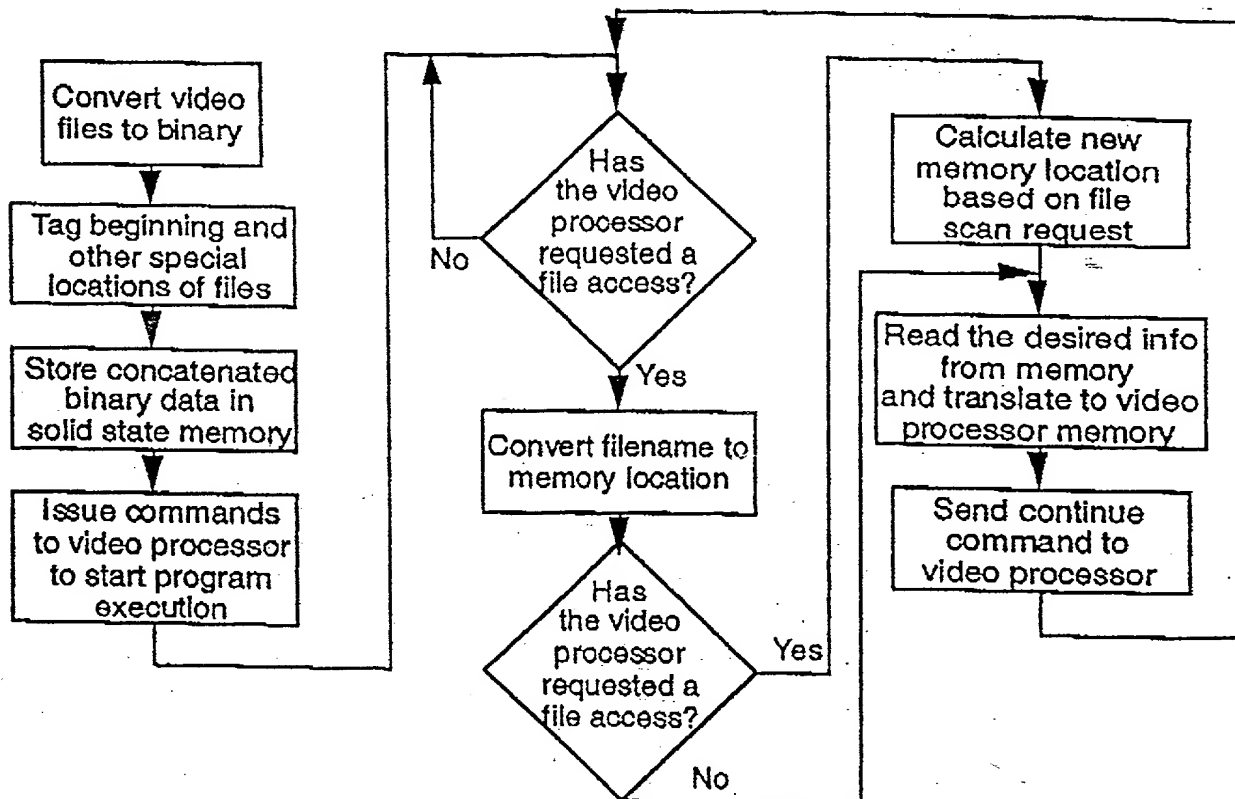 Convert video
files to binary
Tag beginning and
other special
locations of files
Store concatenated
binary data in
solid state memory
Issue commands
to video processor
to start program
execution
Has
the video
processor
requested a
file access?
No
Yes
Convert filename to
memory location
Has
the video
processor
requested a
file access?
Yes
No
Calculate new
memory location
based on file
scan request
Read the desired info
from memory
and translate to video
processor memory
Send continue
command to
video processor